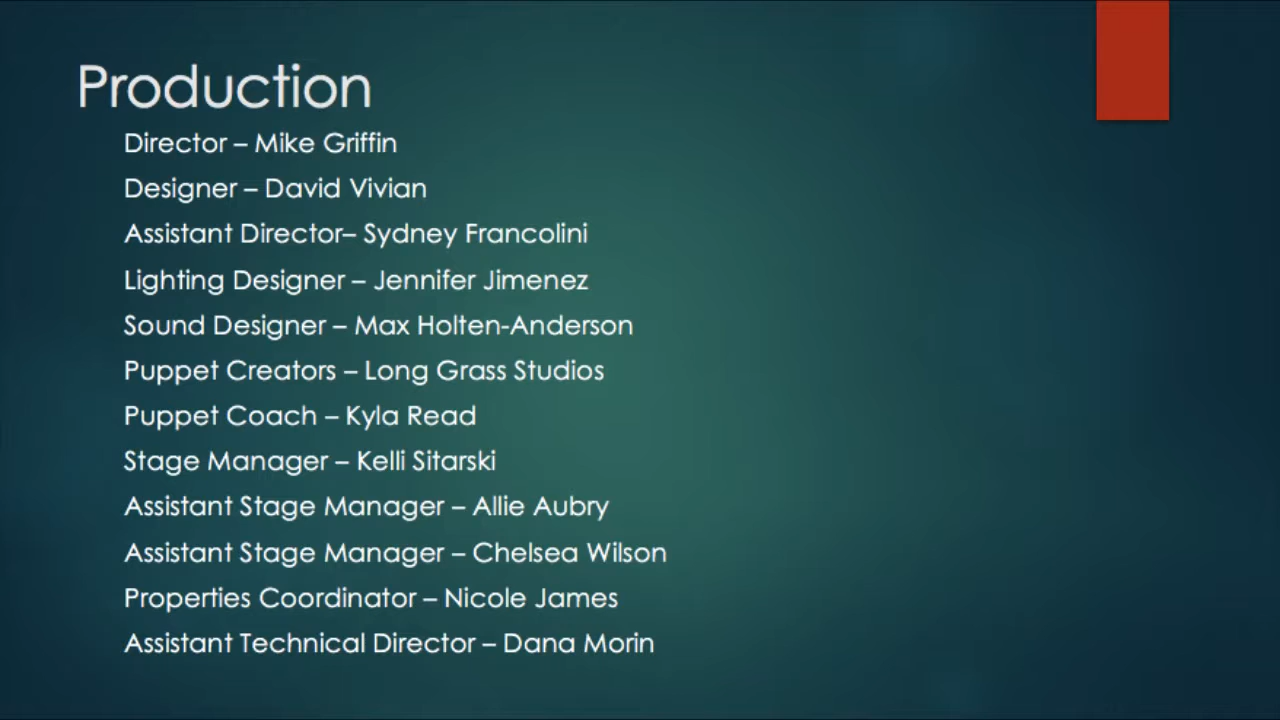 Production
Director – Mike Griffin
Designer – David Vivian
Assistant Director– Sydney Francolini
Lighting Designer – Jennifer Jimenez
Sound Designer – Max Holten-Anderson
Puppet Creators – Long Grass Studios
Puppet Coach – Kyla Read
Stage Manager – Kelli Sitarski
Assistant Stage Manager – Allie Aubry
Assistant Stage Manager – Chelsea Wilson
Properties Coordinator – Nicole James
Assistant Technical Director – Dana Morin